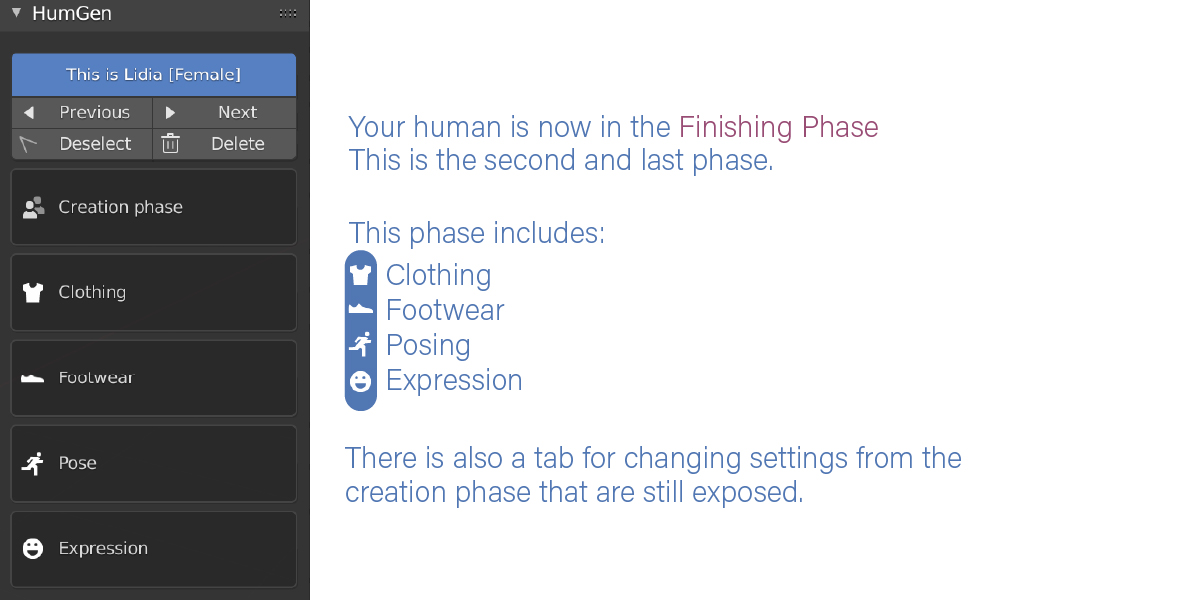 HumGen
This is Lidia [Female]
Previous
Next
Deselect
Delete
Creation phase
Clothing
Footwear
Pose
Expression
Your human is now in the Finishing Phase
This is the second and last phase.
This phase includes:
Clothing
Footwear
Posing
Expression
There is also a tab for changing settings from the
creation phase that are still exposed.